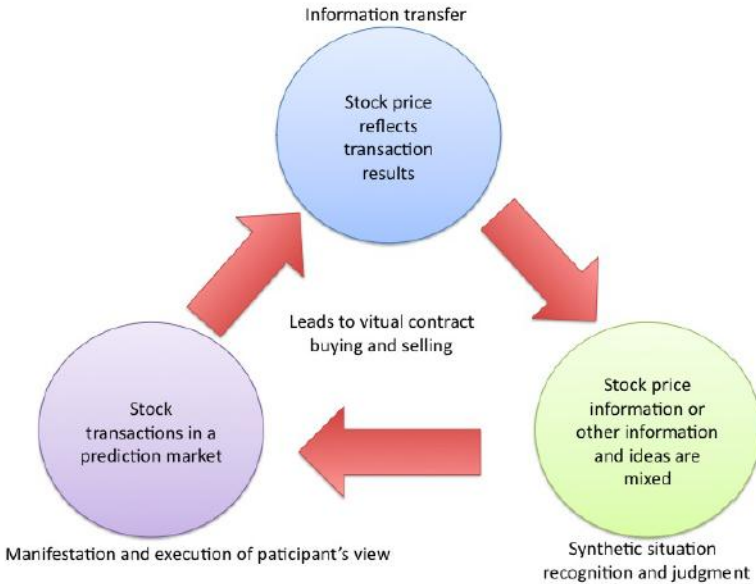 Information transfer
Stock price
reflects
transaction
results
Leads to vitual contract
buying and selling
Stock
transactions in a
prediction market
Stock price
information or
other information
and ideas are
mixed
Manifestation and execution of paticipant's view
Synthetic situation
recognition and judgment